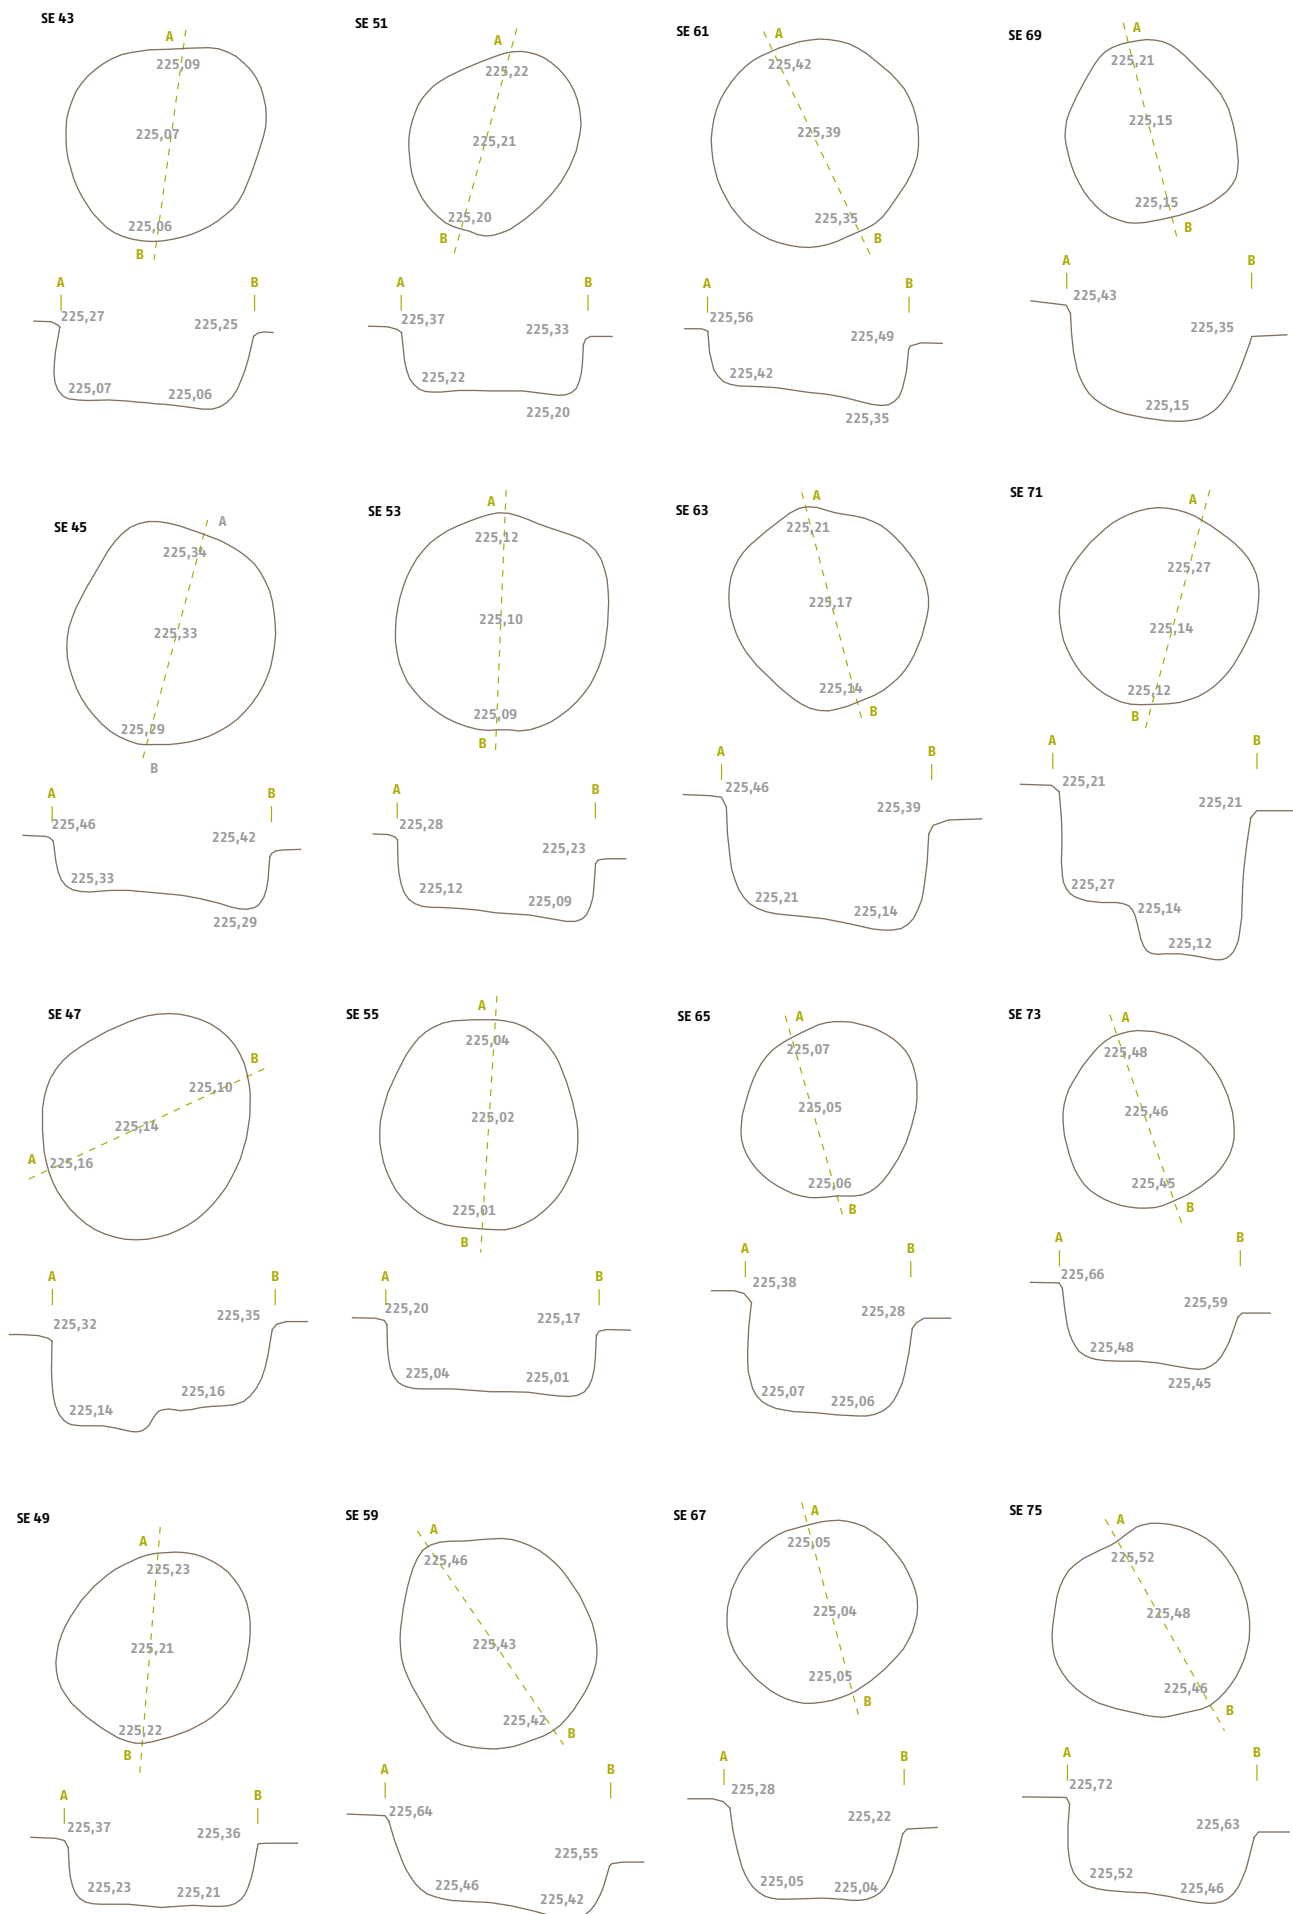 SE 43
A
225,09
225,07
225,06
B
A
B
225,27
225,25
225,07
225,06
SE 51
A
225,22
225,21
225,20
B
A
B
225,37
225,33
225,22
225,20
SE 61
A
225,42
225,39
225,35
B
A
B
225,56
225,49
225,42
225,35
SE 69
A
225,21
225,15
225,15
B
A
B
225,43
225,35
225,15
SE 45
A
225,34
225,33
225,29
B
A
B
225,46
225,42
225,33
225,29
SE 53
A
225,12
225,10
225,09
B
A
B
225,28
225,23
225,12
225,09
SE 63
A
225,21
225,17
225,14
B
A
B
225,46
225,39
225,21
225,14
SE 71
A
225,27
225,14
225,12
B
A
B
225,21
225,21
225,27
225,14
225,12
SE 47
B
225,10
225,14
A
225,16
A
B
225,32
225,35
225,16
225,14
SE 55
A
225,04
225,02
225,01
B
A
B
225,20
225,17
225,04
225,01
SE 65
A
225,07
225,05
225,06
B
A
B
225,38
225,28
225,07
225,06
SE 73
A
225,48
225,46
225,45
B
A
B
225,66
225,59
225,48
225,45
SE 49
A
225,23
225,21
225,22
B
A
B
225,37
225,36
225,23
225,21
SE 59
A
225,46
225,43
225,42
B
A
B
225,64
225,55
225,46
225,42
SE 67
A
225,05
225,04
225,05
B
A
B
225,28
225,22
225,05
225,04
SE 75
A
225,52
225,48
225,46
B
A
B
225,72
225,63
225,52
225,46